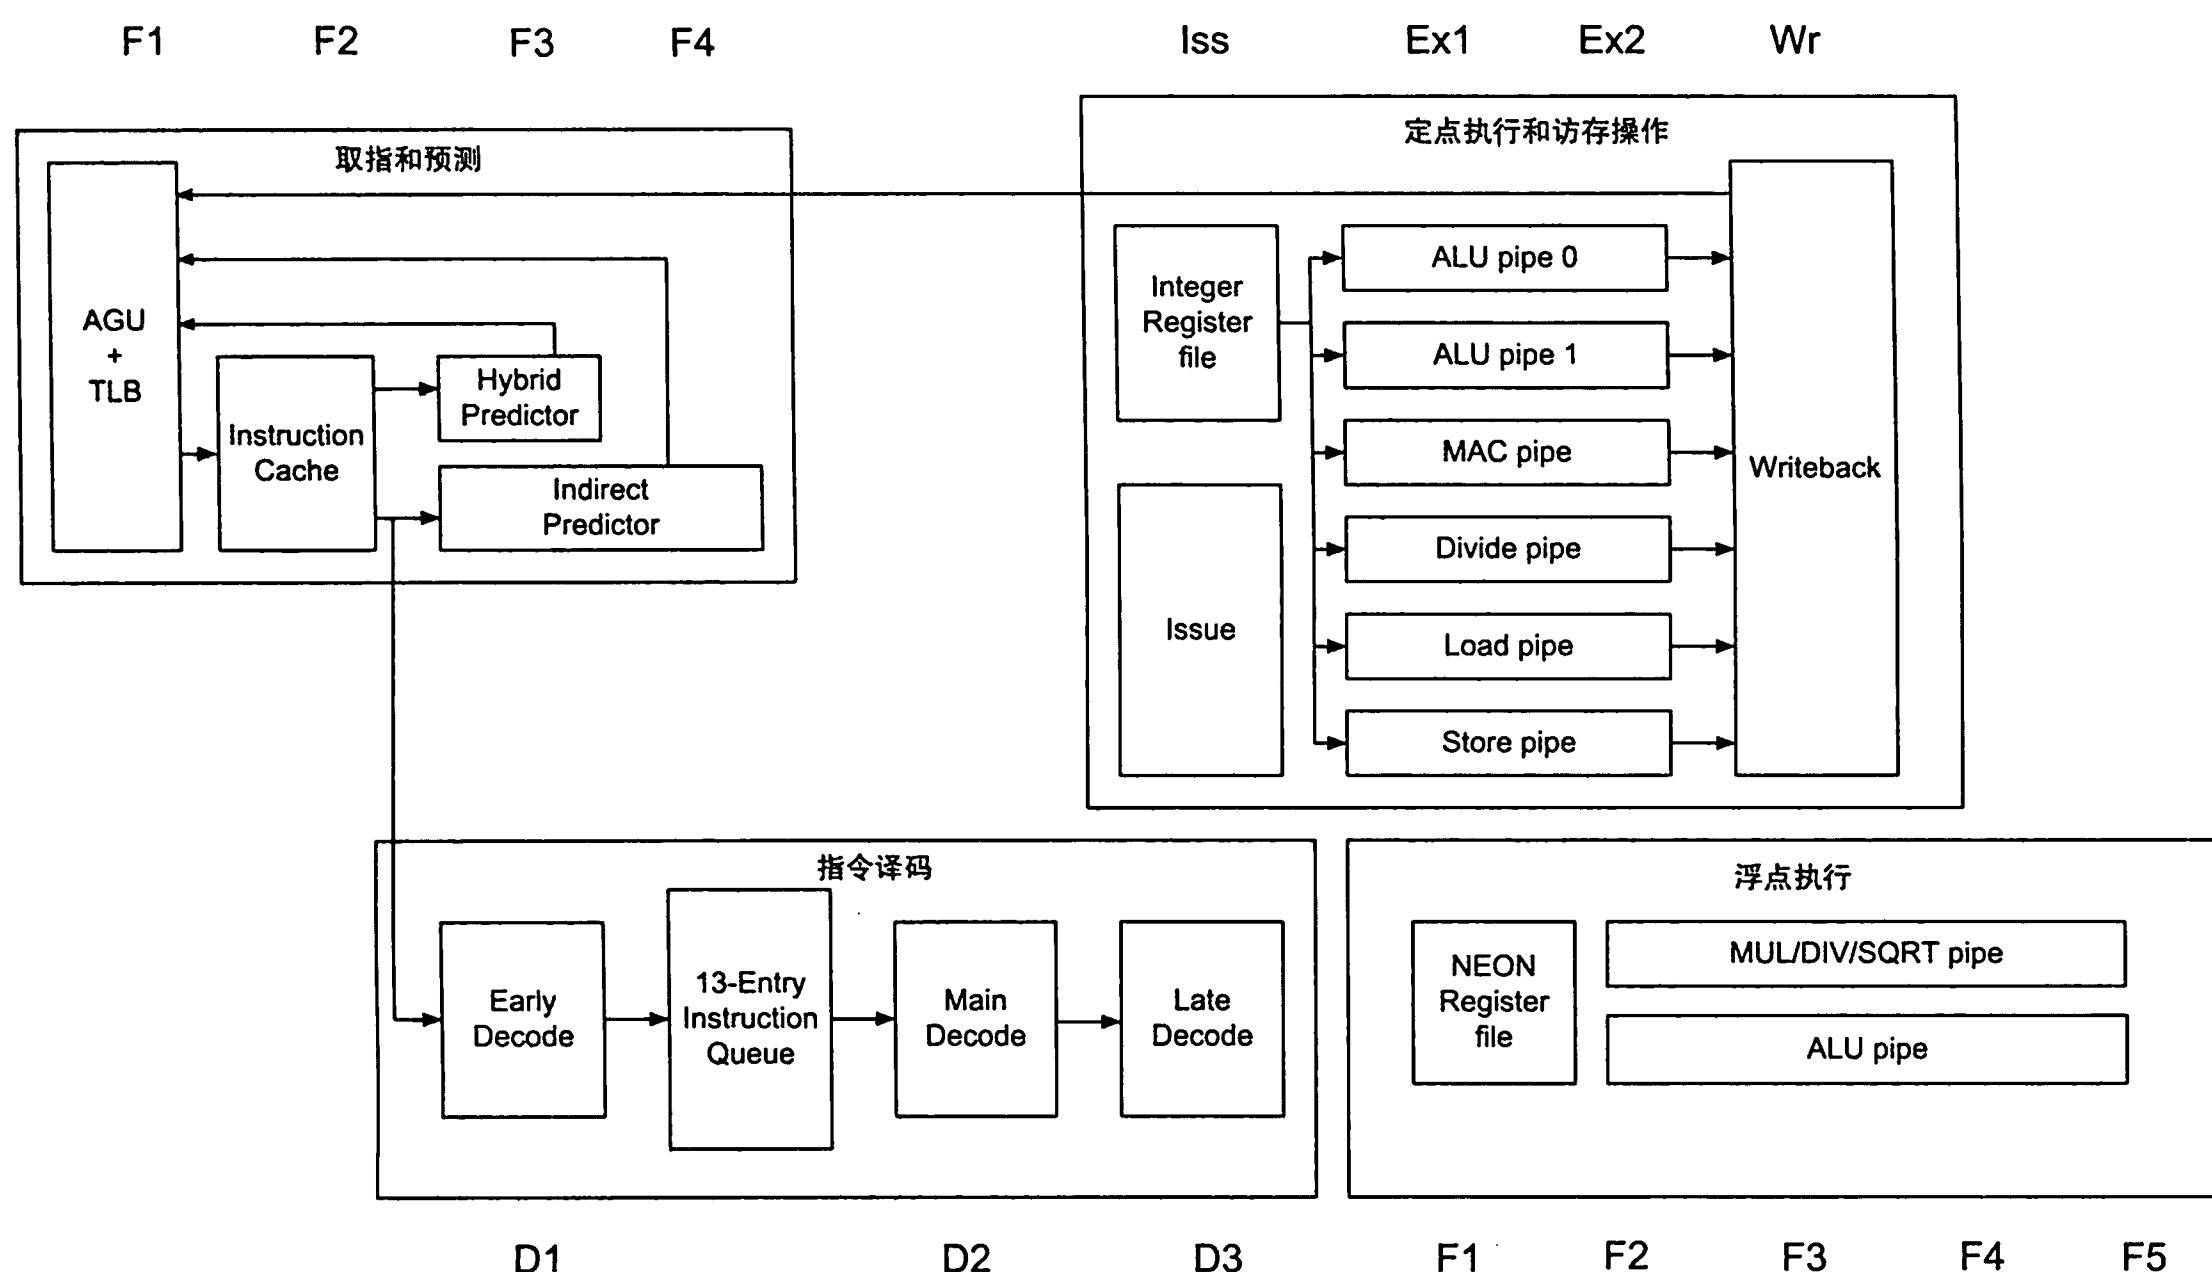 F1 F2 F3 F4 Iss Ex1 Ex2 Wr
取指和预测
AGU
+
TLB
Instruction
Cache
Hybrid
Predictor
Indirect
Predictor
定点执行和访存操作
Integer
Register
file
Issue
ALU pipe 0
ALU pipe 1
MAC pipe
Divide pipe
Load pipe
Store pipe
Writeback
指令译码
Early
Decode
13-Entry
Instruction
Queue
Main
Decode
Late
Decode
浮点执行
NEON
Register
file
MUL/DIV/SQRT pipe
ALU pipe
D1 D2 D3 F1 F2 F3 F4 F5